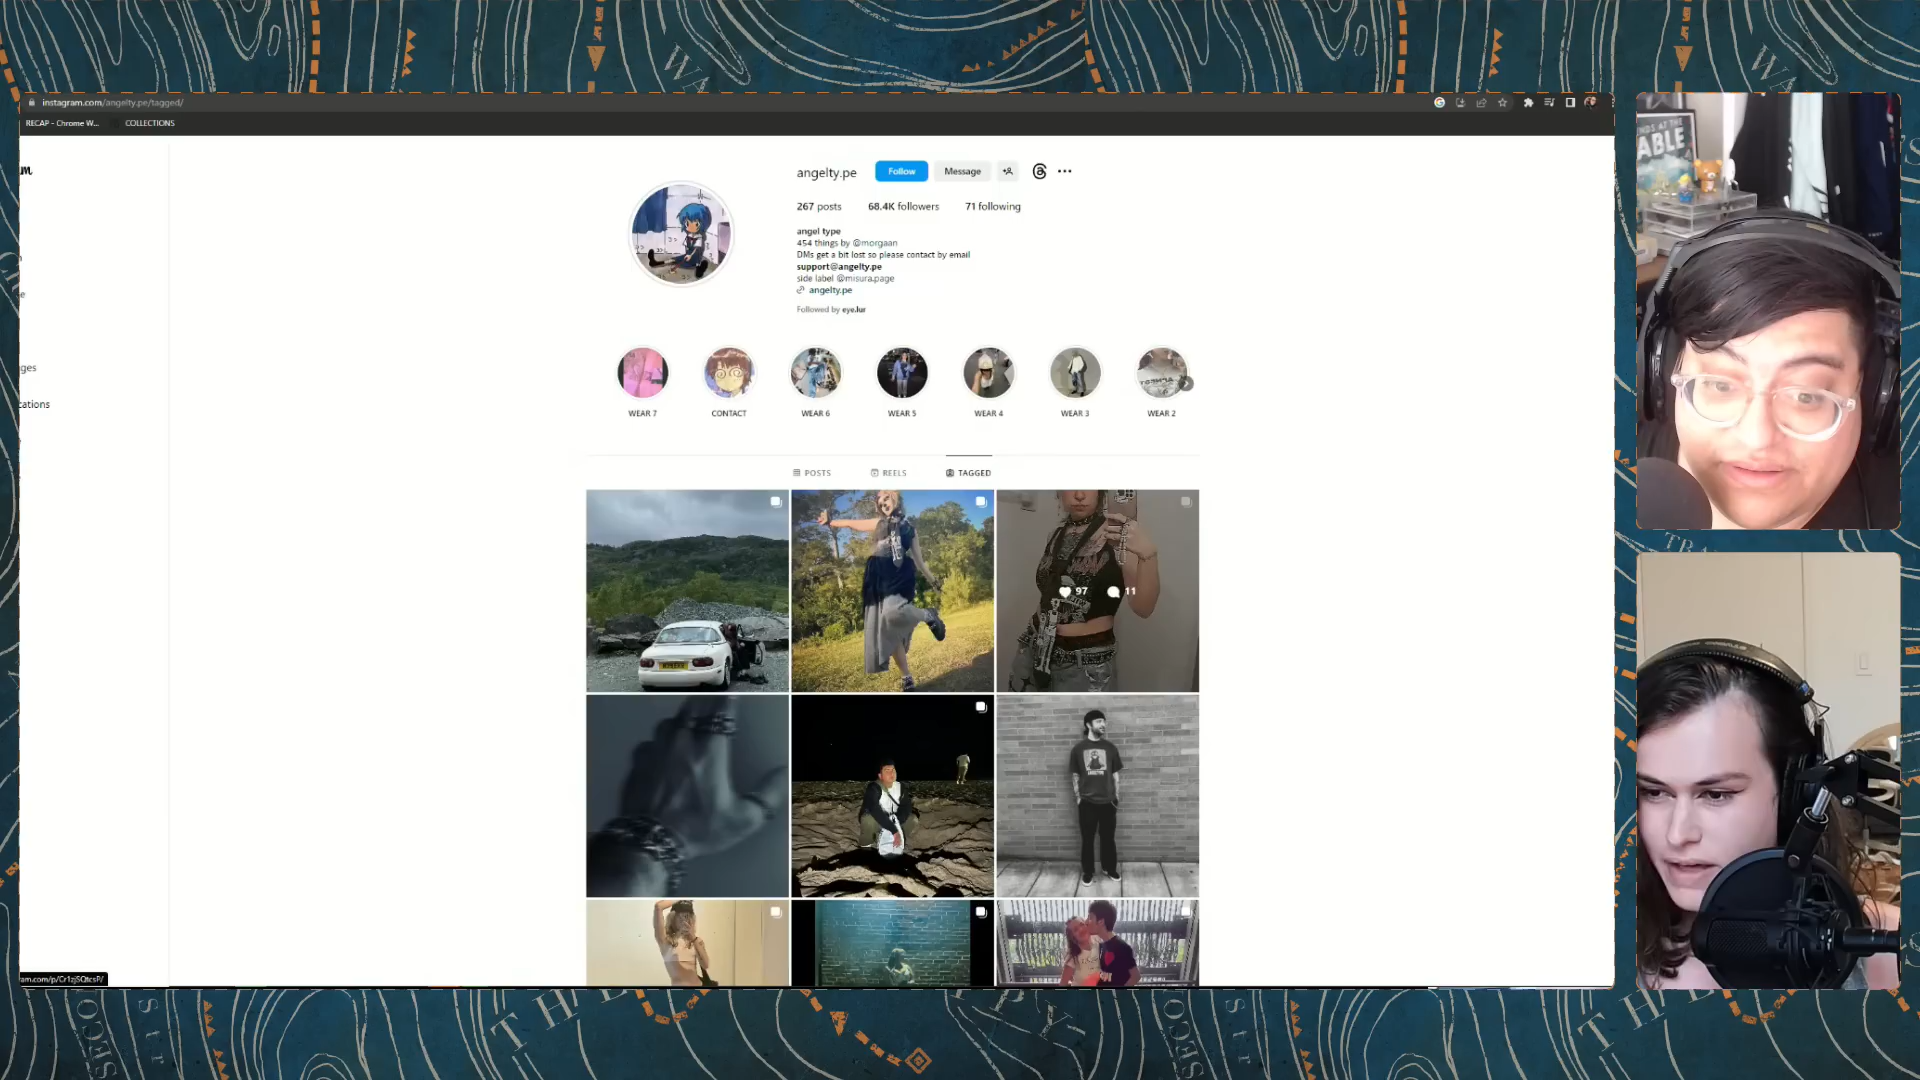 instagram.com/angelty.pe/tagged/
RECAP - Chrome W...
COLLECTIONS
angelty.pe
Follow
Message
267 posts
68.4K followers
71 following
angel type
454 things by @morgaan
DMs get a bit lost so please contact by email
support@angelty.pe
side label @misura.page
angelty.pe
Followed by eye.lur
ges
cations
WEAR 7
CONTACT
WEAR 6
WEAR 5
WEAR 4
WEAR 3
WEAR 2
POSTS
REELS
TAGGED
97
11
ABLE
SECO